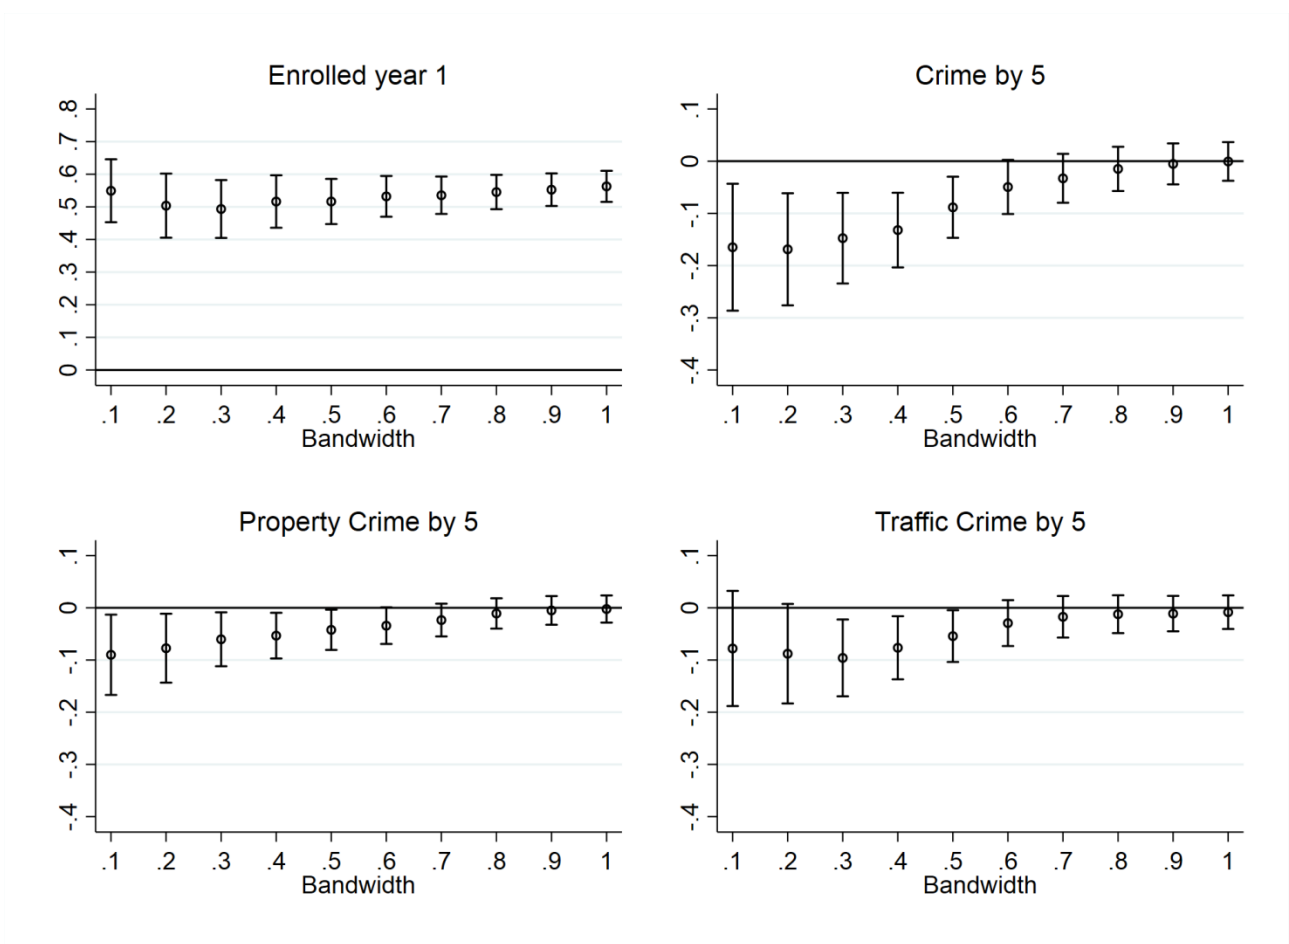 Enrolled year 1
.8
.7
.6
.5
.4
.3
.2
.1
0
.1 .2 .3 .4 .5 .6 .7 .8 .9 1
Bandwidth
Crime by 5
.1
0
-.1
-.2
-.3
-.4
.1 .2 .3 .4 .5 .6 .7 .8 .9 1
Bandwidth
Property Crime by 5
.1
0
-.1
-.2
-.3
-.4
.1 .2 .3 .4 .5 .6 .7 .8 .9 1
Bandwidth
Traffic Crime by 5
.1
0
-.1
-.2
-.3
-.4
.1 .2 .3 .4 .5 .6 .7 .8 .9 1
Bandwidth